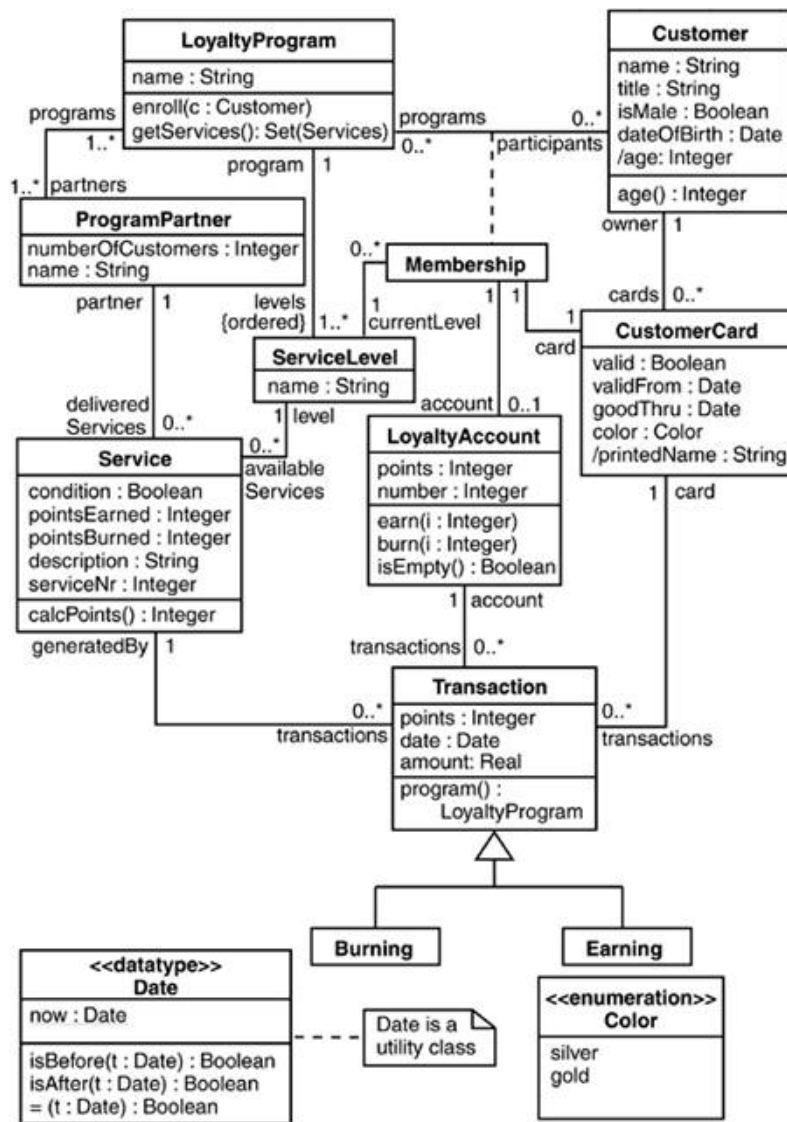 LoyaltyProgram
name : String
enroll(c : Customer)
getServices(): Set(Services)
Customer
name : String
title : String
isMale : Boolean
dateOfBirth : Date
/age: Integer
age() : Integer
programs
1..*
programs
0..*
0..*
participants
program
1
1..*
partners
ProgramPartner
numberOfCustomers : Integer
name : String
owner
1
0..*
Membership
partner
1
levels
{ordered}
1..*
1
currentLevel
1
1
cards
0..*
1
card
CustomerCard
valid : Boolean
validFrom : Date
goodThru : Date
color : Color
/printedName : String
ServiceLevel
name : String
delivered
Services
0..*
1
level
0..*
available
Services
account
0..1
LoyaltyAccount
points : Integer
number : Integer
earn(i : Integer)
burn(i : Integer)
isEmpty() : Boolean
Service
condition : Boolean
pointsEarned : Integer
pointsBurned : Integer
description : String
serviceNr : Integer
calcPoints() : Integer
1
card
1
account
generatedBy
1
transactions
0..*
Transaction
points : Integer
date : Date
amount: Real
program() :
LoyaltyProgram
0..*
transactions
0..*
transactions
Burning
Earning
<<datatype>>
Date
now : Date
isBefore(t : Date) : Boolean
isAfter(t : Date) : Boolean
= (t : Date) : Boolean
Date is a
utility class
<<enumeration>>
Color
silver
gold